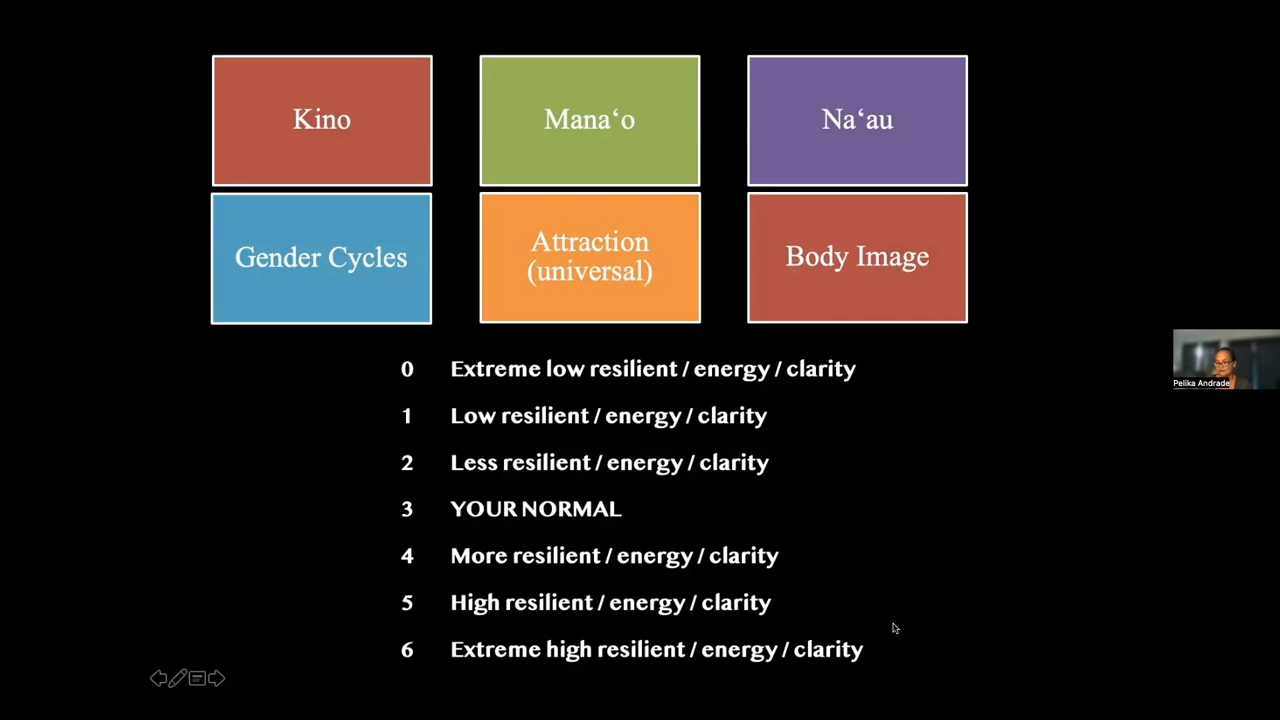 Kino
Mana‘o
Na‘au
Gender Cycles
Attraction
(universal)
Body Image
0 Extreme low resilient / energy / clarity
1 Low resilient / energy / clarity
2 Less resilient / energy / clarity
3 YOUR NORMAL
4 More resilient / energy / clarity
5 High resilient / energy / clarity
6 Extreme high resilient / energy / clarity
Pelika Andrade